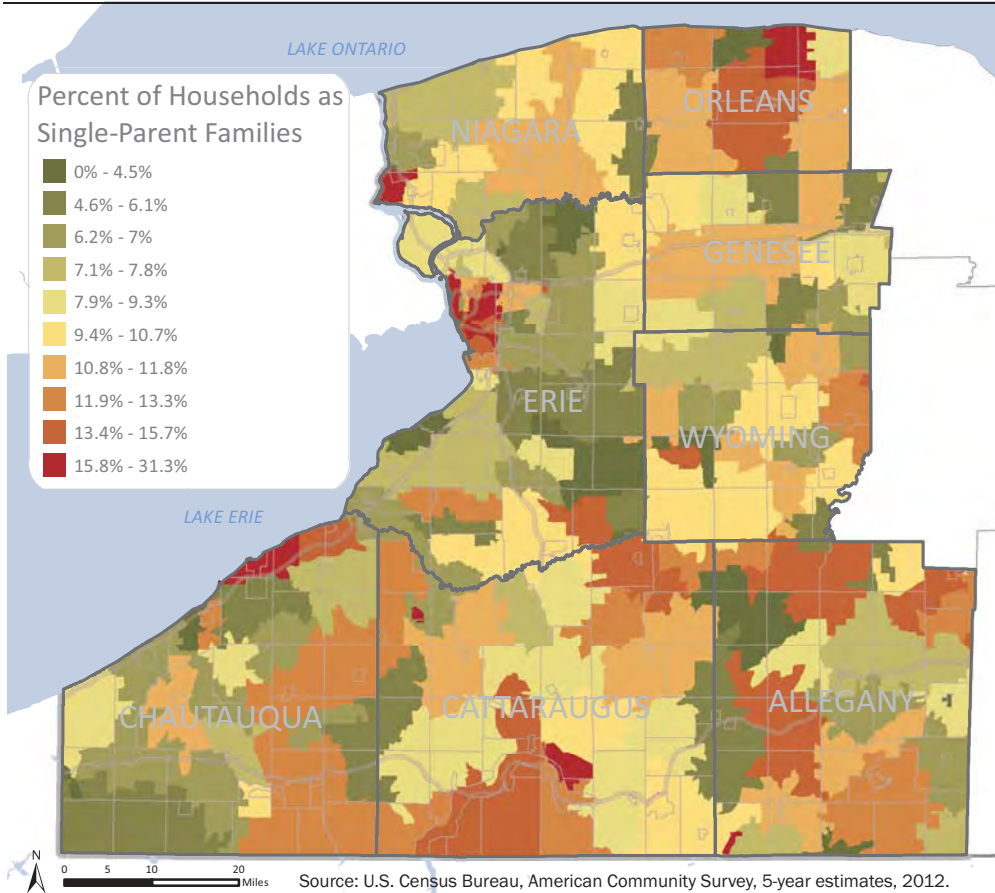 LAKE ONTARIO
Percent of Households as
Single-Parent Families
0% - 4.5%
4.6% - 6.1%
6.2% - 7%
7.1% - 7.8%
7.9% - 9.3%
9.4% - 10.7%
10.8% - 11.8%
11.9% - 13.3%
13.4% - 15.7%
15.8% - 31.3%
NIAGARA
ORLEANS
GENESEE
ERIE
WYOMING
LAKE ERIE
CHAUTAUQUA
CATTARAUGUS
ALLEGANY
N
0 5 10 20
Miles
Source: U.S. Census Bureau, American Community Survey, 5-year estimates, 2012.